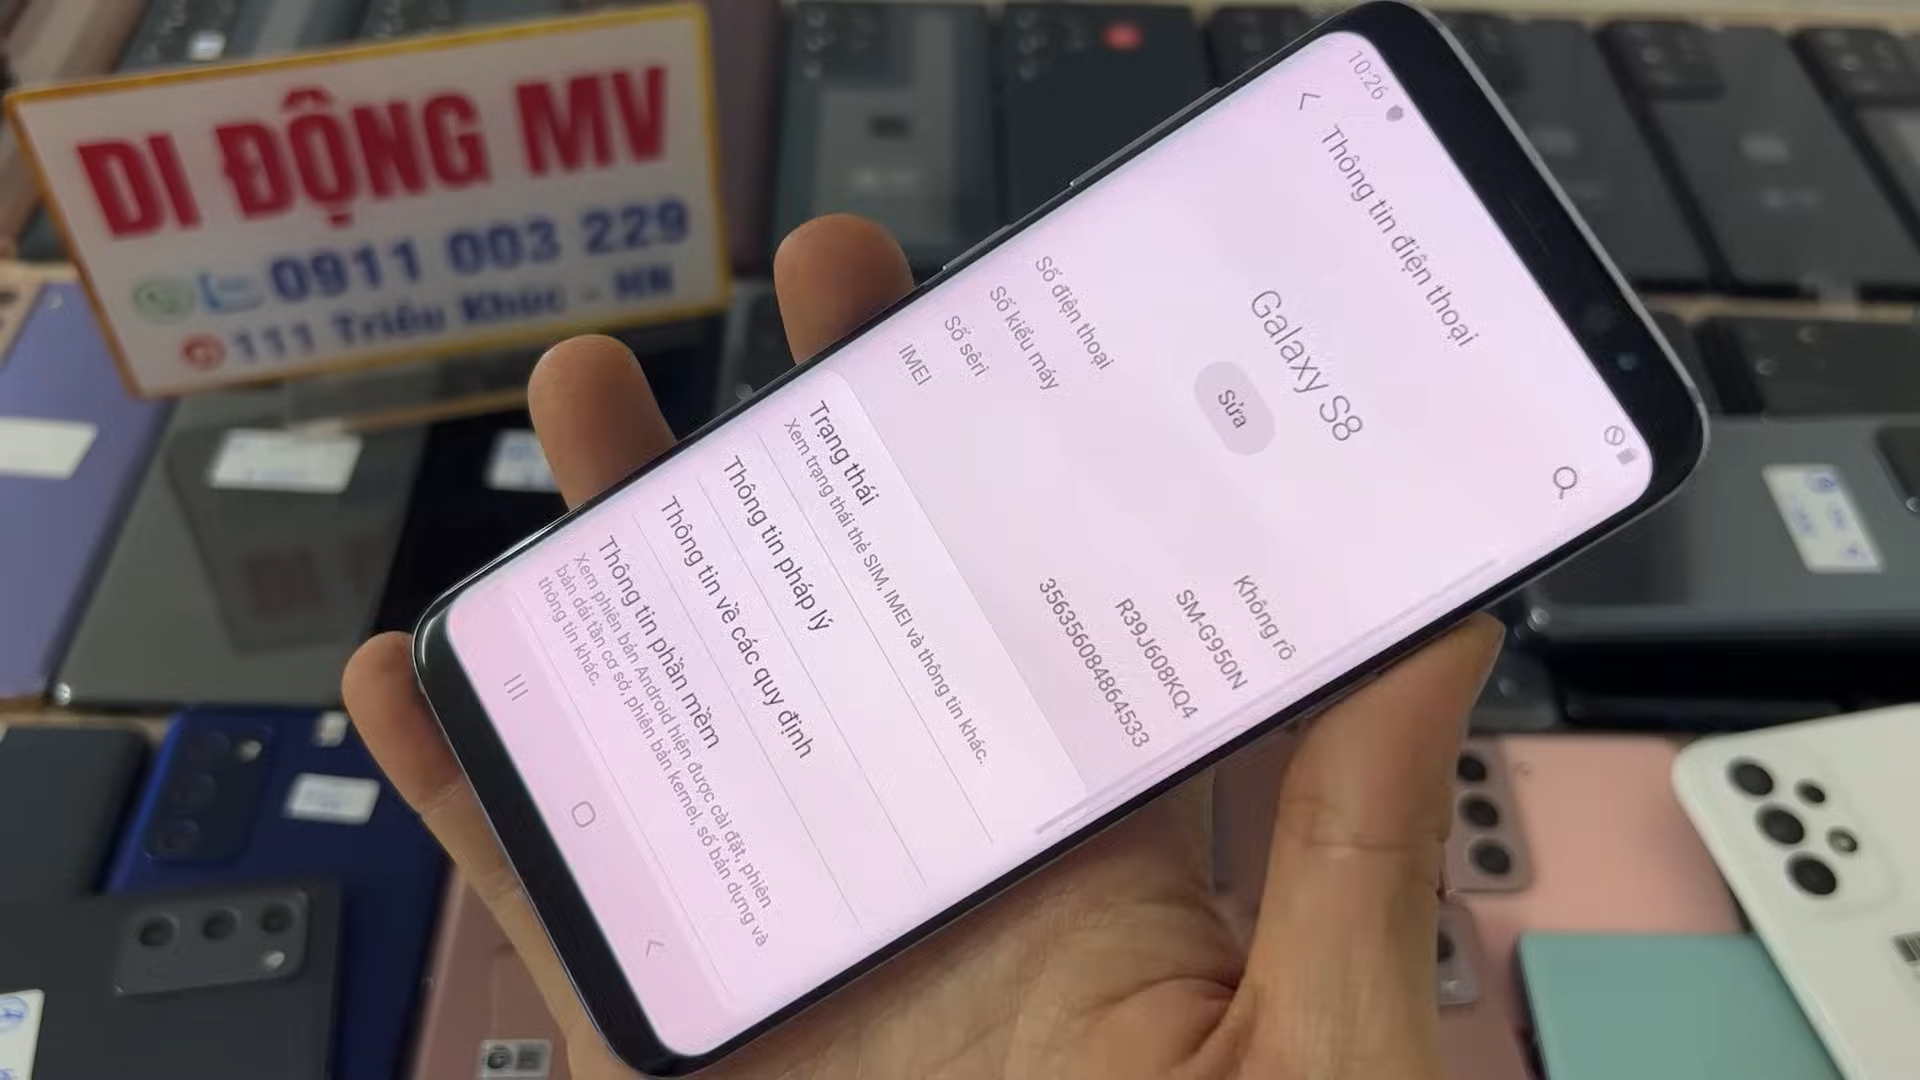 DI ĐỘNG MV
0911 003 229
111 Triều Khúc - HN
10:26
Thông tin điện thoại
Galaxy S8
Sửa
Số điện thoại Không rõ
Số kiểu máy SM-G950N
Số sêri R39J608KQ4
IMEI 356356084864533
Trạng thái
Xem trạng thái thẻ SIM, IMEI và thông tin khác.
Thông tin pháp lý
Thông tin về các quy định
Thông tin phần mềm
Xem phiên bản Android hiện được cài đặt, phiên
bản dải tần cơ sở, phiên bản kernel, số bản dựng và
thông tin khác.